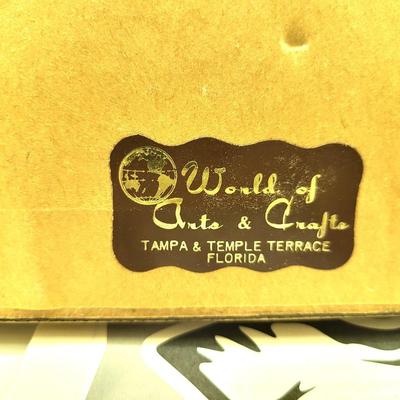 World of
Arts & Crafts
TAMPA & TEMPLE TERRACE
FLORIDA